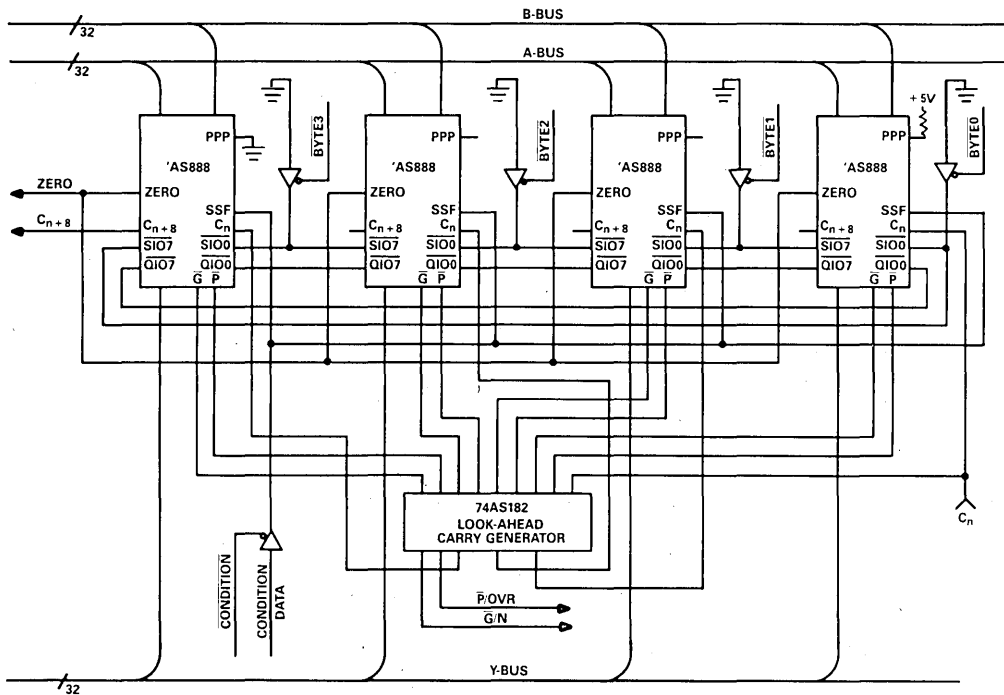 B-BUS
32
A-BUS
32
+5V
BYTE3
BYTE2
BYTE1
BYTE0
PPP
PPP
PPP
PPP
'AS888
'AS888
'AS888
'AS888
ZERO
ZERO
ZERO
ZERO
ZERO
SSF
SSF
SSF
SSF
Cn+8
Cn+8
Cn
Cn+8
Cn
Cn+8
Cn
Cn+8
Cn
SIO7
SIO0
SIO7
SIO0
SIO7
SIO0
SIO7
SIO0
QIO7
QIO0
QIO7
QIO0
QIO7
QIO0
QIO7
QIO0
G P
G P
G P
G P
74AS182
LOOK-AHEAD
CARRY GENERATOR
Cn
CONDITION
CONDITION
DATA
P/OVR
G/N
Y-BUS
32